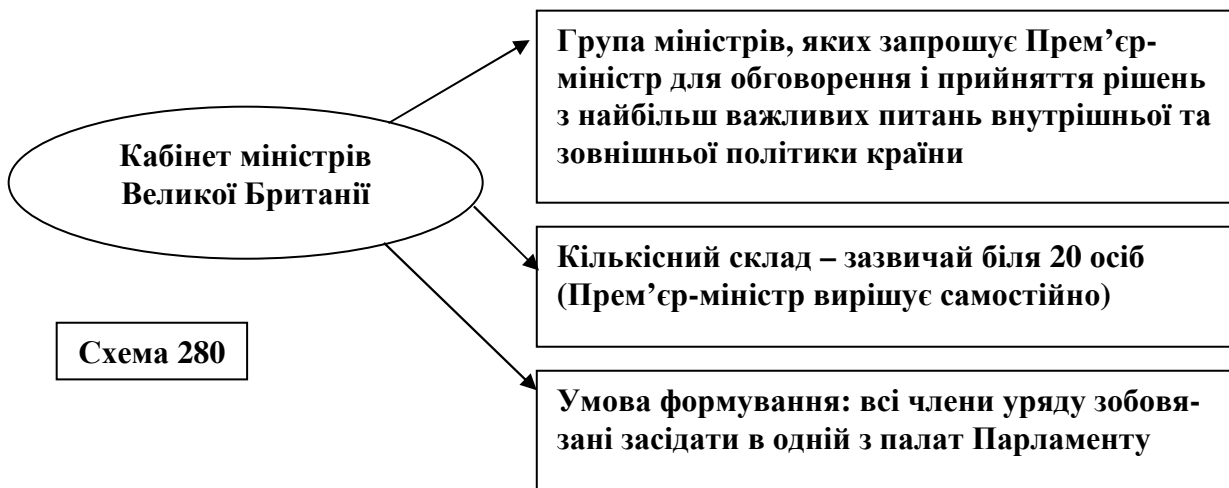 Група міністрів, яких запрошує Прем’єр-
міністр для обговорення і прийняття рішень
з найбільш важливих питань внутрішньої та
зовнішньої політики країни
Кабінет міністрів
Великої Британії
Кількісний склад – зазвичай біля 20 осіб
(Прем’єр-міністр вирішує самостійно)
Схема 280
Умова формування: всі члени уряду зобовя-
зані засідати в одній з палат Парламенту